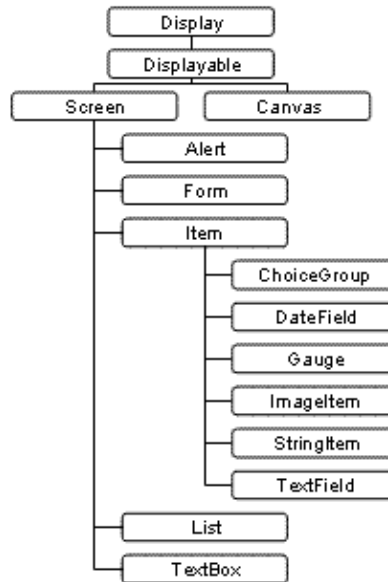 Display
Displayable
Screen
Canvas
Alert
Form
Item
ChoiceGroup
DateField
Gauge
ImageItem
StringItem
TextField
List
TextBox